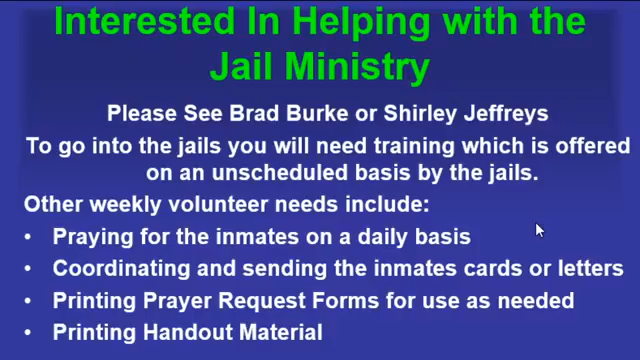 Interested In Helping with the
Jail Ministry
Please See Brad Burke or Shirley Jeffreys
To go into the jails you will need training which is offered
on an unscheduled basis by the jails.
Other weekly volunteer needs include:
• Praying for the inmates on a daily basis
• Coordinating and sending the inmates cards or letters
• Printing Prayer Request Forms for use as needed
• Printing Handout Material